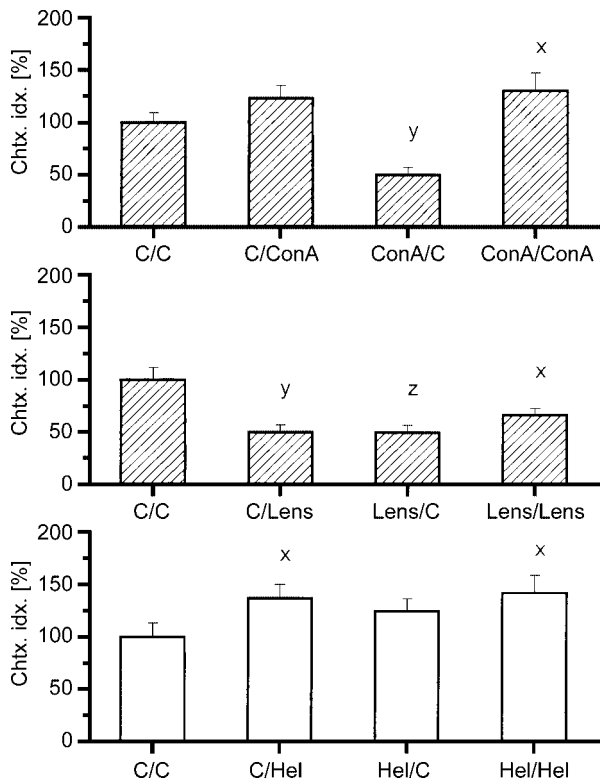 200
150
100
50
0
Chtx. idx. [%]
y
x
C/C C/ConA ConA/C ConA/ConA
200
150
100
50
0
Chtx. idx. [%]
y z x
C/C C/Lens Lens/C Lens/Lens
200
150
100
50
0
Chtx. idx. [%]
x x
C/C C/Hel Hel/C Hel/Hel